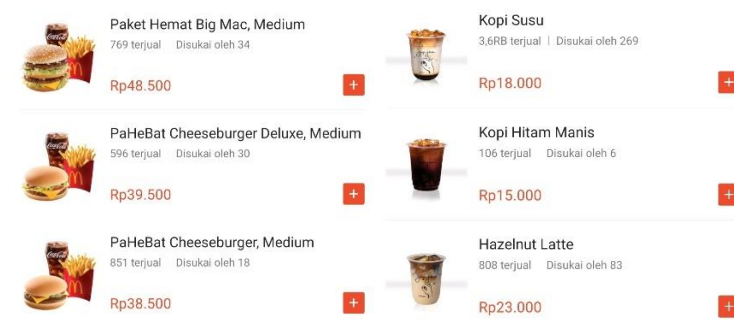 Paket Hemat Big Mac, Medium
769 terjual Disukai oleh 34
Rp48.500
+
PaHeBat Cheeseburger Deluxe, Medium
596 terjual Disukai oleh 30
Rp39.500
+
PaHeBat Cheeseburger, Medium
851 terjual Disukai oleh 18
Rp38.500
+
Kopi Susu
3,6RB terjual | Disukai oleh 269
Rp18.000
+
Kopi Hitam Manis
106 terjual Disukai oleh 6
Rp15.000
+
Hazelnut Latte
808 terjual Disukai oleh 83
Rp23.000
+